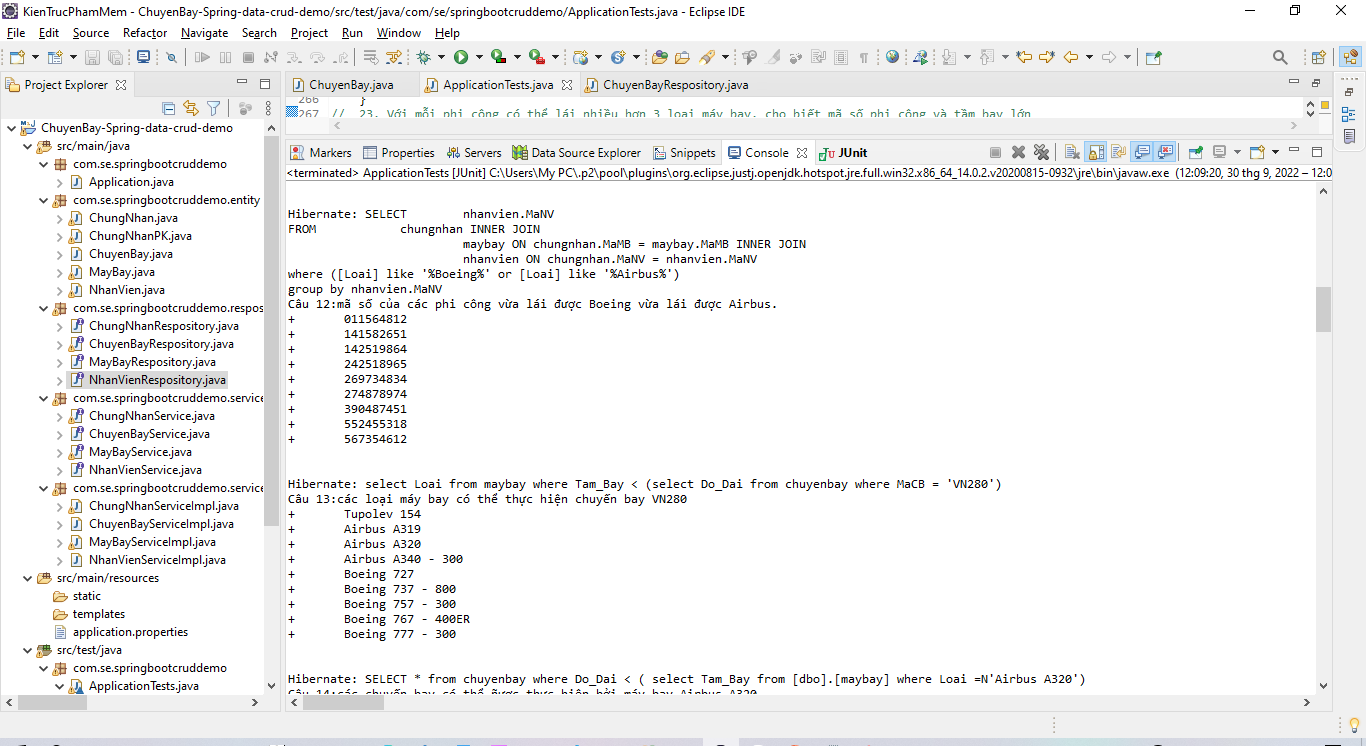 KienTrucPhamMem - ChuyenBay-Spring-data-crud-demo/src/test/java/com/se/springbootcruddemo/ApplicationTests.java - Eclipse IDE
File Edit Source Refactor Navigate Search Project Run Window Help
Project Explorer
ChuyenBay-Spring-data-crud-demo
src/main/java
com.se.springbootcruddemo
Application.java
com.se.springbootcruddemo.entity
ChungNhan.java
ChungNhanPK.java
ChuyenBay.java
MayBay.java
NhanVien.java
com.se.springbootcruddemo.respos
ChungNhanRespository.java
ChuyenBayRespository.java
MayBayRespository.java
NhanVienRespository.java
com.se.springbootcruddemo.service
ChungNhanService.java
ChuyenBayService.java
MayBayService.java
NhanVienService.java
com.se.springbootcruddemo.service
ChungNhanServiceImpl.java
ChuyenBayServiceImpl.java
MayBayServiceImpl.java
NhanVienServiceImpl.java
src/main/resources
static
templates
application.properties
src/test/java
com.se.springbootcruddemo
ApplicationTests.java
ChuyenBay.java ApplicationTests.java ChuyenBayRespository.java
266 }
267 // 23. Với mỗi phi công có thể lái nhiều hơn 3 loại máy bay, cho biết mã số phi công và tầm bay lớn
Markers Properties Servers Data Source Explorer Snippets Console JUnit
<terminated> ApplicationTests [JUnit] C:\Users\My PC\.p2\pool\plugins\org.eclipse.justj.openjdk.hotspot.jre.full.win32.x86_64_14.0.2.v20200815-0932\jre\bin\javaw.exe (12:09:20, 30 thg 9, 2022 – 12:0
Hibernate: SELECT nhanvien.MaNV
FROM chungnhan INNER JOIN
maybay ON chungnhan.MaMB = maybay.MaMB INNER JOIN
nhanvien ON chungnhan.MaNV = nhanvien.MaNV
where ([Loai] like '%Boeing%' or [Loai] like '%Airbus%')
group by nhanvien.MaNV
Câu 12:mã số của các phi công vừa lái được Boeing vừa lái được Airbus.
+ 011564812
+ 141582651
+ 142519864
+ 242518965
+ 269734834
+ 274878974
+ 390487451
+ 552455318
+ 567354612
Hibernate: select Loai from maybay where Tam_Bay < (select Do_Dai from chuyenbay where MaCB = 'VN280')
Câu 13:các loại máy bay có thể thực hiện chuyến bay VN280
+ Tupolev 154
+ Airbus A319
+ Airbus A320
+ Airbus A340 - 300
+ Boeing 727
+ Boeing 737 - 800
+ Boeing 757 - 300
+ Boeing 767 - 400ER
+ Boeing 777 - 300
Hibernate: SELECT * from chuyenbay where Do_Dai < ( select Tam_Bay from [dbo].[maybay] where Loai =N'Airbus A320')
Câu 14:các chuyến bay có thể được thực hiện bởi máy bay Airbus A320